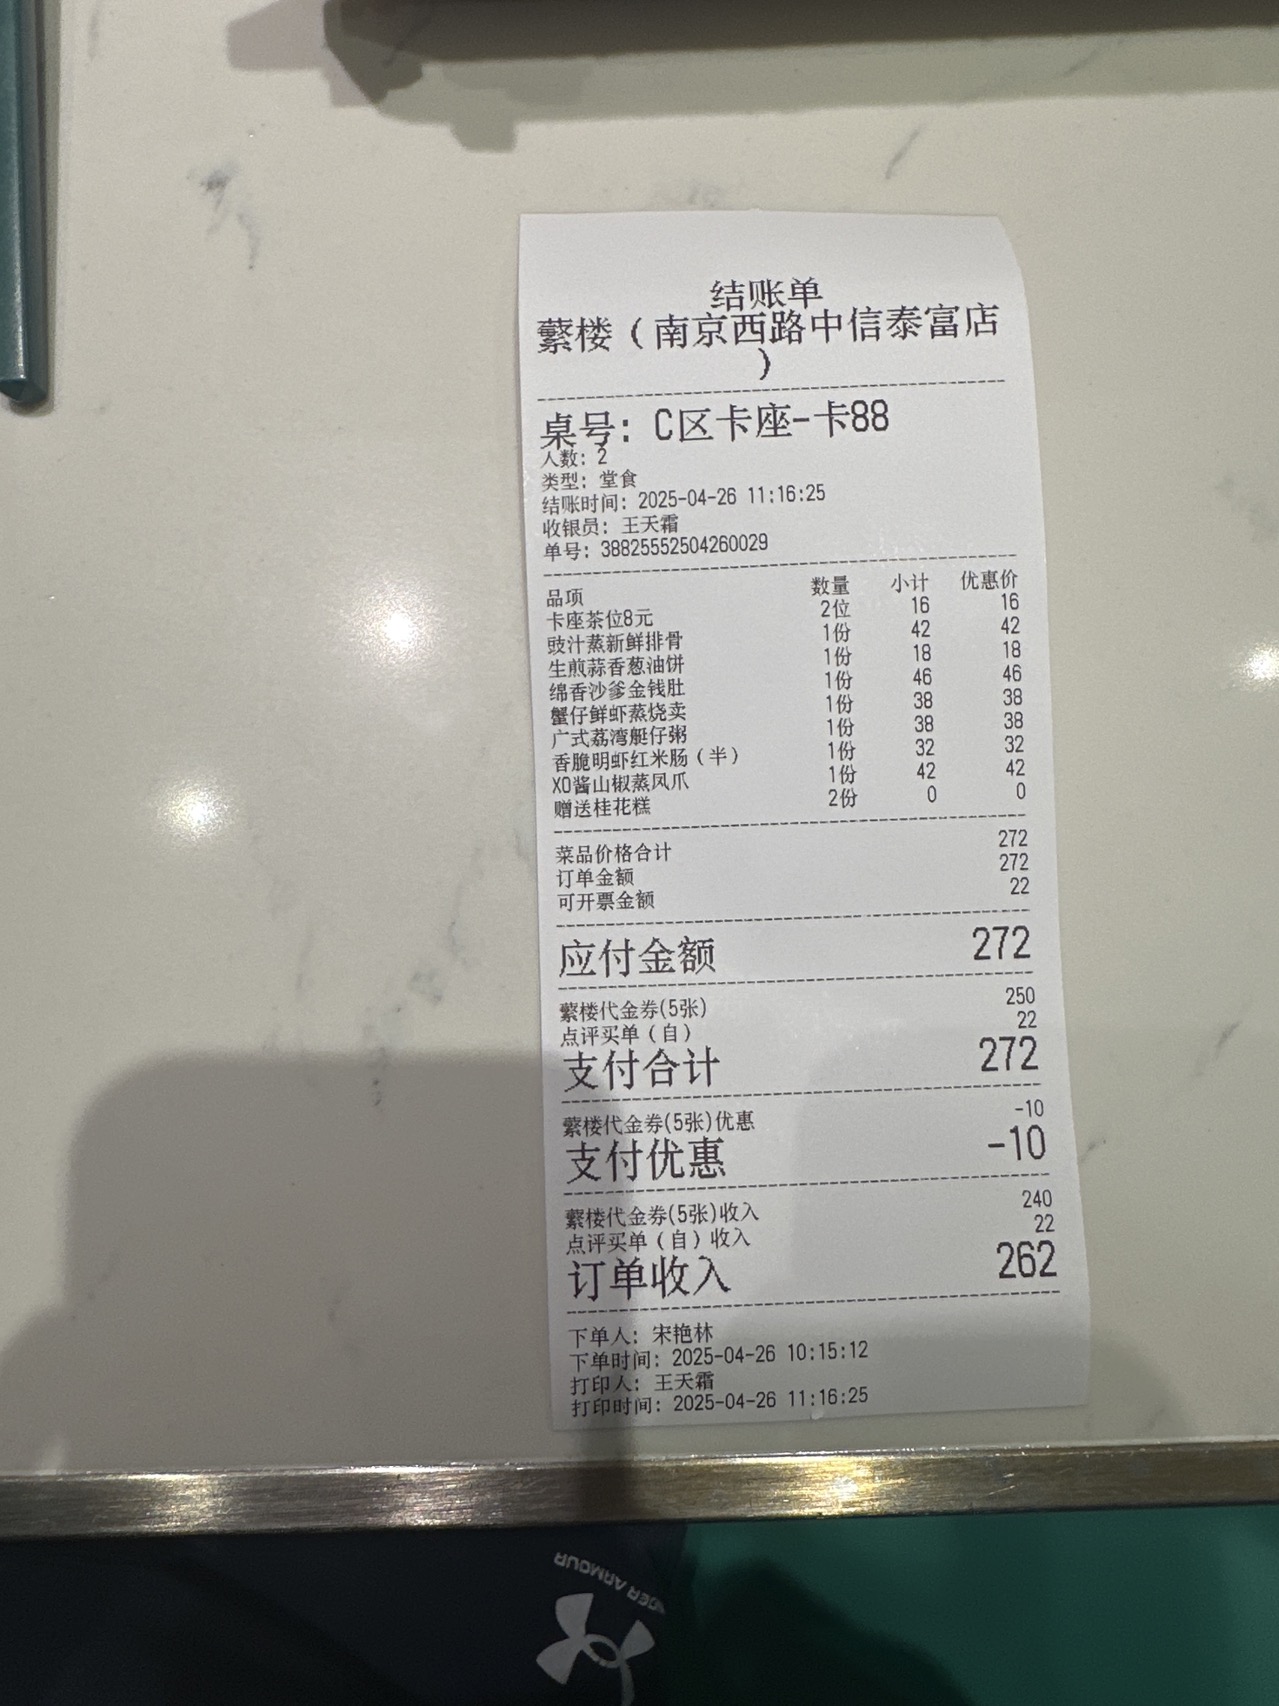 结账单
蘩楼（南京西路中信泰富店
）
桌号：C区卡座-卡88
人数：2
类型：堂食
结账时间：2025-04-26 11:16:25
收银员：王天霜
单号：38825552504260029
品项 数量 小计 优惠价
卡座茶位8元 2位 16 16
豉汁蒸新鲜排骨 1份 42 42
生煎蒜香葱油饼 1份 18 18
绵香沙爹金钱肚 1份 46 46
蟹仔鲜虾蒸烧卖 1份 38 38
广式荔湾艇仔粥 1份 38 38
香脆明虾红米肠（半） 1份 32 32
XO酱山椒蒸凤爪 1份 42 42
赠送桂花糕 2份 0 0
菜品价格合计 272
订单金额 272
可开票金额 22
应付金额 272
蘩楼代金券(5张) 250
点评买单（自） 22
支付合计 272
蘩楼代金券(5张)优惠 -10
支付优惠 -10
蘩楼代金券(5张)收入 240
点评买单（自）收入 22
订单收入 262
下单人：宋艳林
下单时间：2025-04-26 10:15:12
打印人：王天霜
打印时间：2025-04-26 11:16:25
UNDER ARMOUR